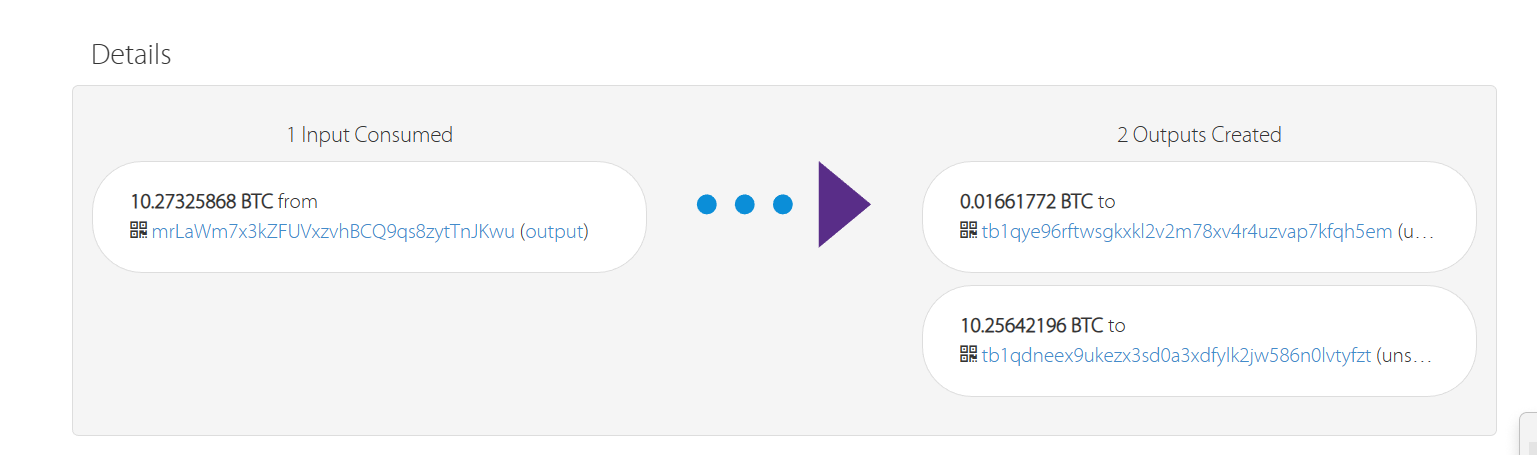 Details
1 Input Consumed
10.27325868 BTC from
mrLaWm7x3kZFUVxzvhBCQ9qs8zytTnJKwu (output)
2 Outputs Created
0.01661772 BTC to
tb1qye96rftwsgkxkl2v2m78xv4r4uzvap7kfqh5em (u…
10.25642196 BTC to
tb1qdneex9ukezx3sd0a3xdfylk2jw586n0lvtyfzt (uns…